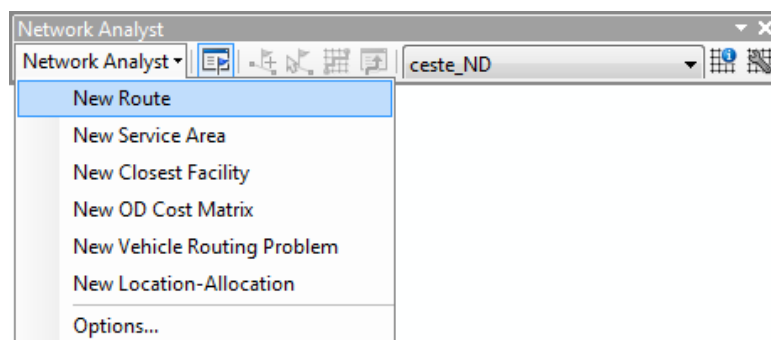 Network Analyst
Network Analyst ceste_ND
New Route
New Service Area
New Closest Facility
New OD Cost Matrix
New Vehicle Routing Problem
New Location-Allocation
Options...